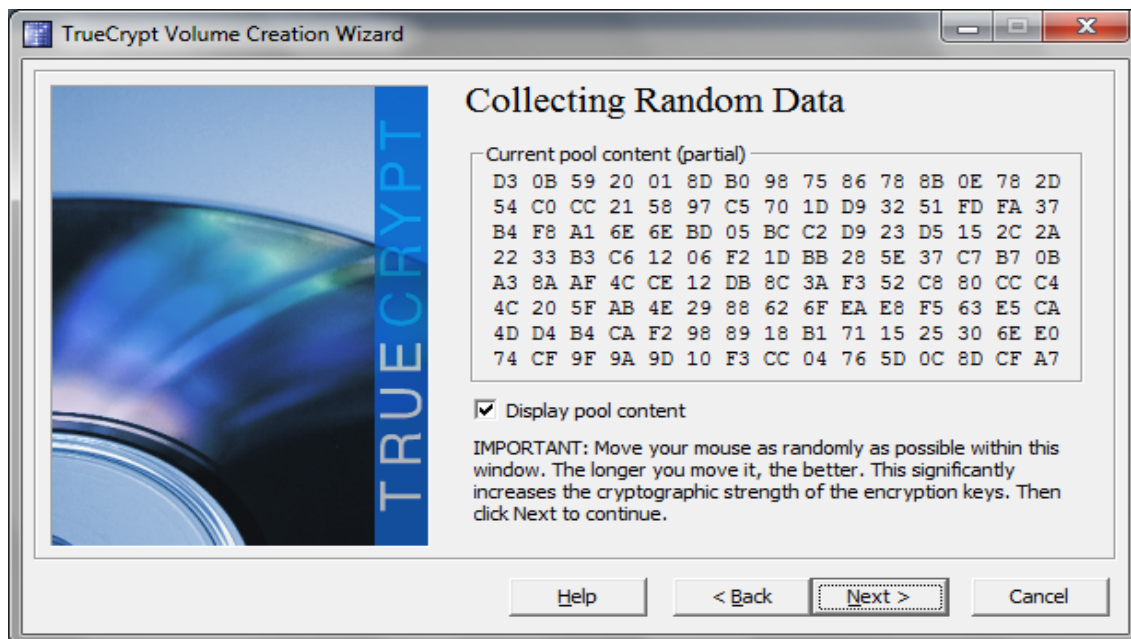 TrueCrypt Volume Creation Wizard
TRUECRYPT
Collecting Random Data
Current pool content (partial)
D3 0B 59 20 01 8D B0 98 75 86 78 8B 0E 78 2D
54 C0 CC 21 58 97 C5 70 1D D9 32 51 FD FA 37
B4 F8 A1 6E 6E BD 05 BC C2 D9 23 D5 15 2C 2A
22 33 B3 C6 12 06 F2 1D BB 28 5E 37 C7 B7 0B
A3 8A AF 4C CE 12 DB 8C 3A F3 52 C8 80 CC C4
4C 20 5F AB 4E 29 88 62 6F EA E8 F5 63 E5 CA
4D D4 B4 CA F2 98 89 18 B1 71 15 25 30 6E E0
74 CF 9F 9A 9D 10 F3 CC 04 76 5D 0C 8D CF A7
Display pool content
IMPORTANT: Move your mouse as randomly as possible within this
window. The longer you move it, the better. This significantly
increases the cryptographic strength of the encryption keys. Then
click Next to continue.
Help < Back Next > Cancel